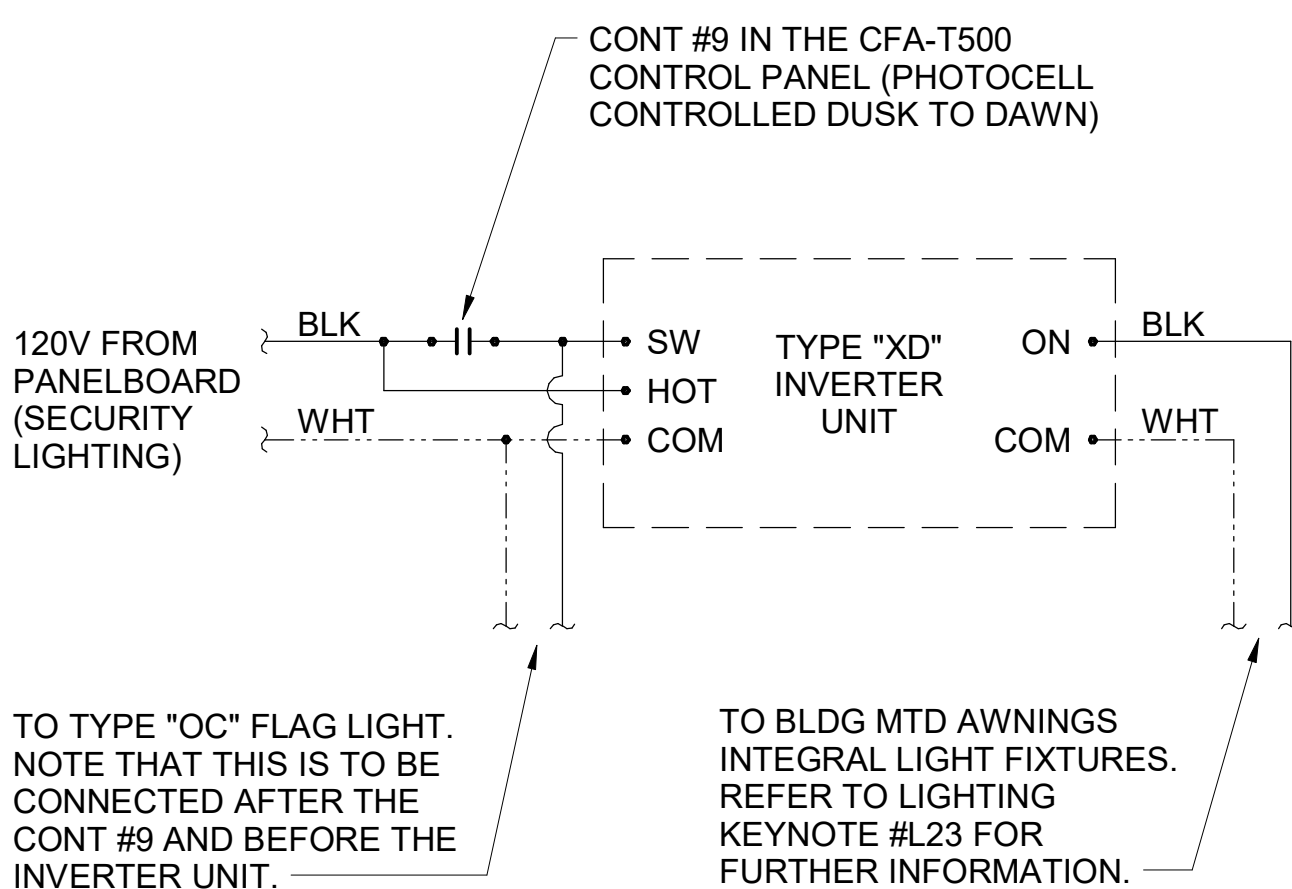 CONT #9 IN THE CFA-T500
CONTROL PANEL (PHOTOCELL
CONTROLLED DUSK TO DAWN)
120V FROM
PANELBOARD
(SECURITY
LIGHTING)
BLK
WHT
SW
HOT
COM
TYPE "XD"
INVERTER
UNIT
ON
COM
BLK
WHT
TO TYPE "OC" FLAG LIGHT.
NOTE THAT THIS IS TO BE
CONNECTED AFTER THE
CONT #9 AND BEFORE THE
INVERTER UNIT.
TO BLDG MTD AWNINGS
INTEGRAL LIGHT FIXTURES.
REFER TO LIGHTING
KEYNOTE #L23 FOR
FURTHER INFORMATION.